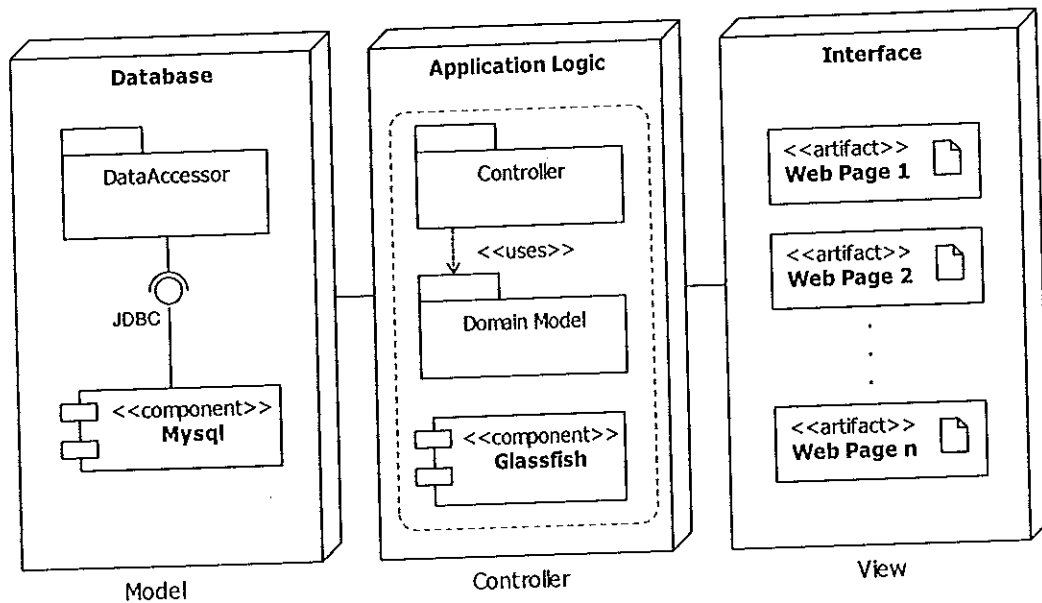 Database
DataAccessor
JDBC
<<component>>
Mysql
Model
Application Logic
Controller
<<uses>>
Domain Model
<<component>>
Glassfish
Controller
Interface
<<artifact>>
Web Page 1
<<artifact>>
Web Page 2
.
.
.
<<artifact>>
Web Page n
View